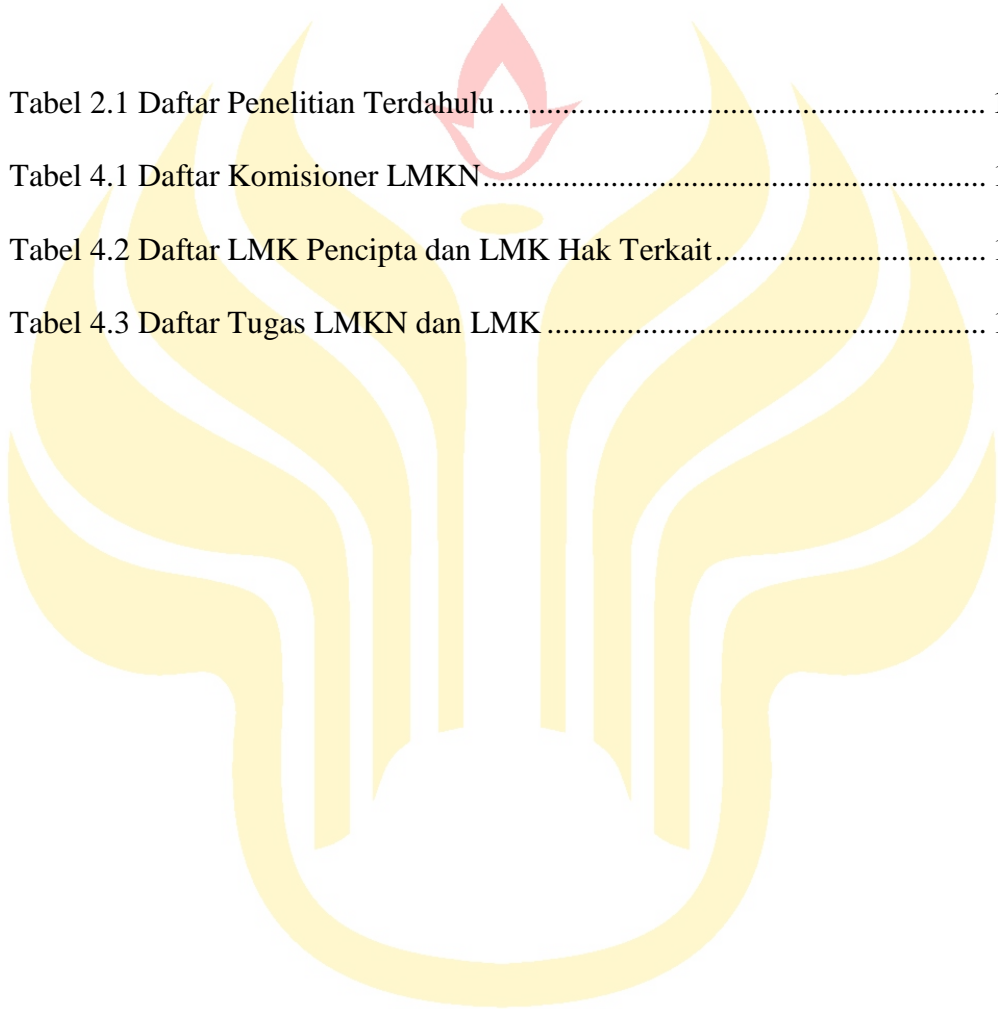 Tabel 2.1 Daftar Penelitian Terdahulu ............................................................
Tabel 4.1 Daftar Komisioner LMKN..............................................................
Tabel 4.2 Daftar LMK Pencipta dan LMK Hak Terkait.................................
Tabel 4.3 Daftar Tugas LMKN dan LMK ......................................................